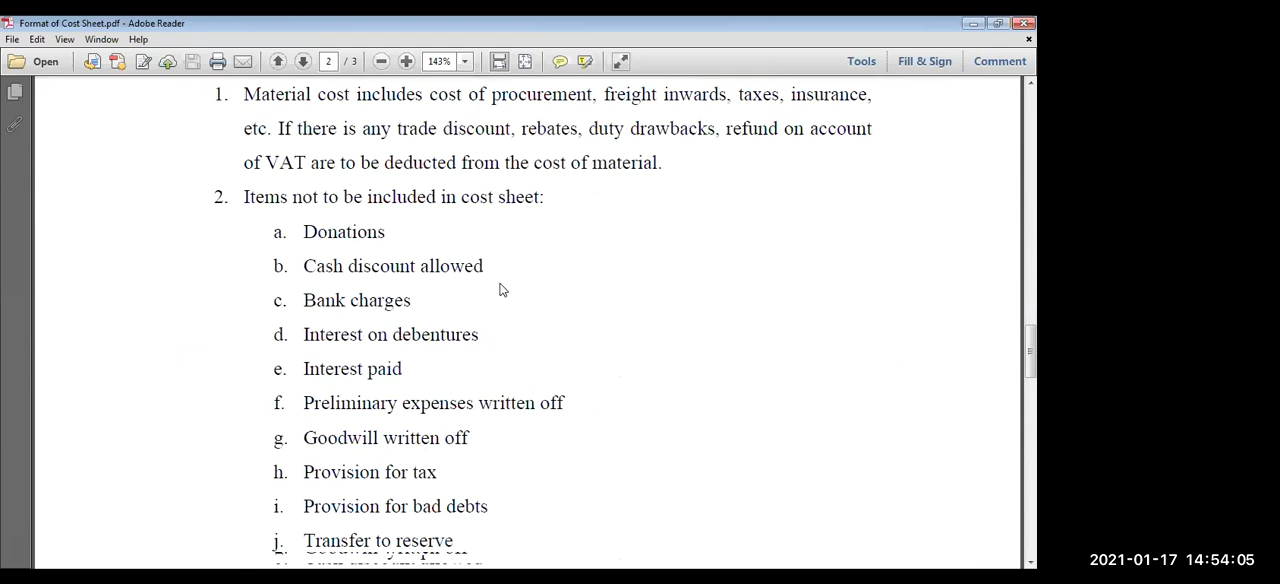 Format of Cost Sheet.pdf - Adobe Reader
File Edit View Window Help
Open 2 / 3 143% Tools Fill & Sign Comment
1. Material cost includes cost of procurement, freight inwards, taxes, insurance,
etc. If there is any trade discount, rebates, duty drawbacks, refund on account
of VAT are to be deducted from the cost of material.
2. Items not to be included in cost sheet:
a. Donations
b. Cash discount allowed
c. Bank charges
d. Interest on debentures
e. Interest paid
f. Preliminary expenses written off
g. Goodwill written off
h. Provision for tax
i. Provision for bad debts
j. Transfer to reserve
2021-01-17 14:54:05